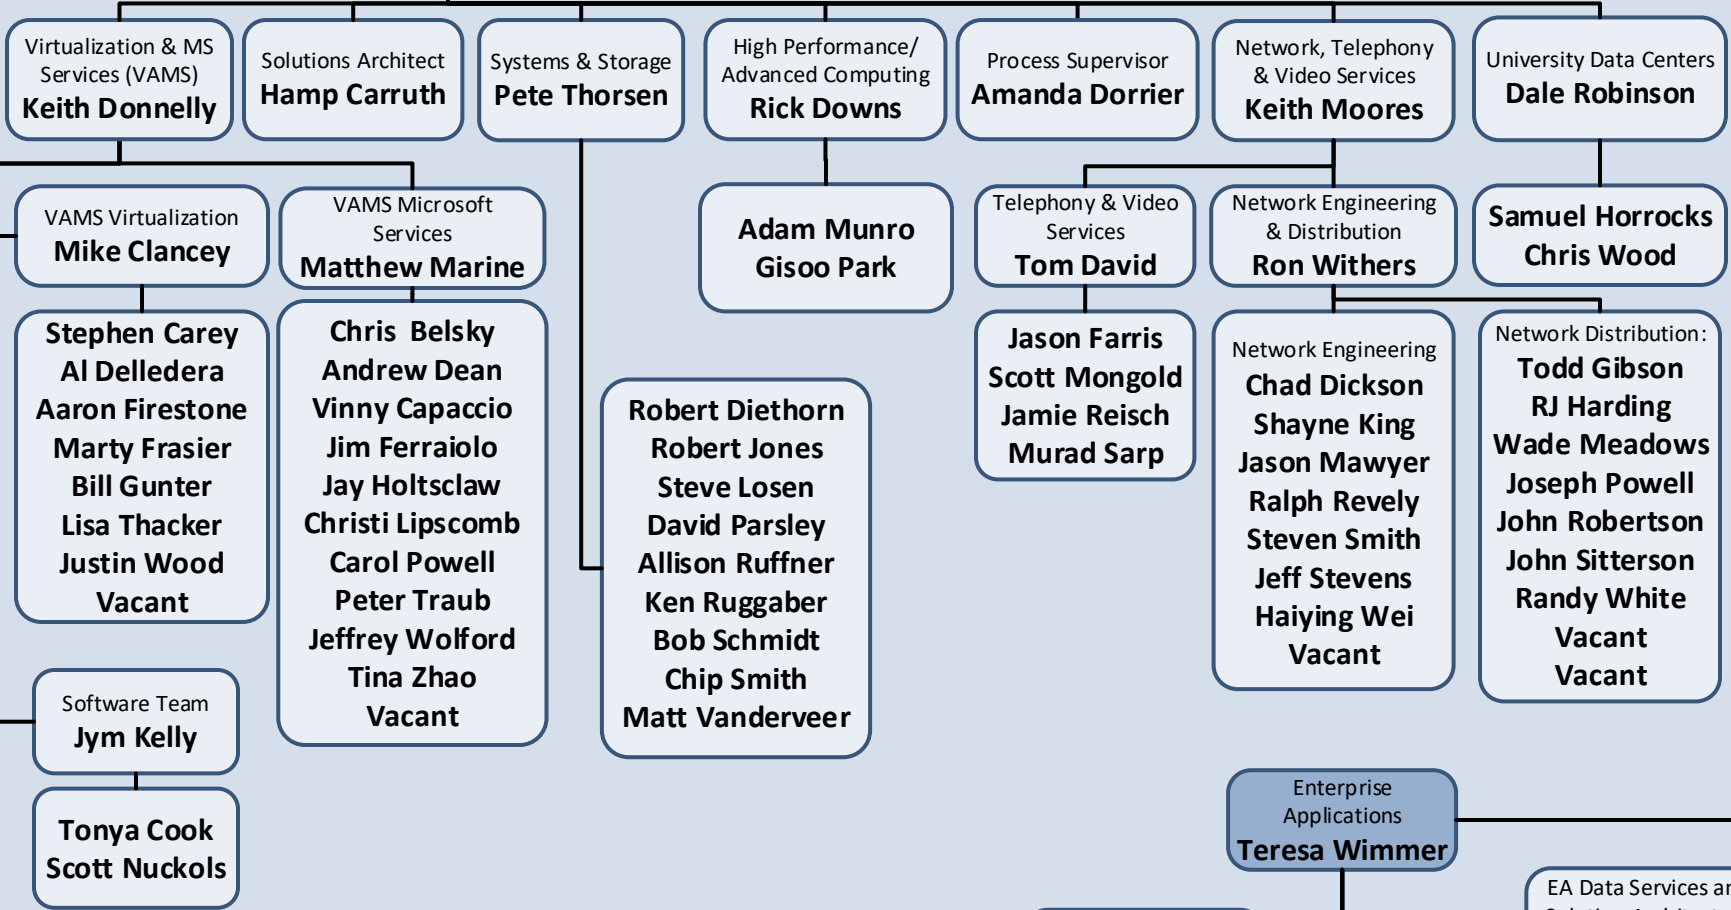 Virtualization & MS
Services (VAMS)
Keith Donnelly
Solutions Architect
Hamp Carruth
Systems & Storage
Pete Thorsen
High Performance/
Advanced Computing
Rick Downs
Process Supervisor
Amanda Dorrier
Network, Telephony
& Video Services
Keith Moores
University Data Centers
Dale Robinson
VAMS Virtualization
Mike Clancey
VAMS Microsoft
Services
Matthew Marine
Adam Munro
Gisoo Park
Telephony & Video
Services
Tom David
Network Engineering
& Distribution
Ron Withers
Samuel Horrocks
Chris Wood
Stephen Carey
Al Delledera
Aaron Firestone
Marty Frasier
Bill Gunter
Lisa Thacker
Justin Wood
Vacant
Chris Belsky
Andrew Dean
Vinny Capaccio
Jim Ferraiolo
Jay Holtsclaw
Christi Lipscomb
Carol Powell
Peter Traub
Jeffrey Wolford
Tina Zhao
Vacant
Robert Diethorn
Robert Jones
Steve Losen
David Parsley
Allison Ruffner
Ken Ruggaber
Bob Schmidt
Chip Smith
Matt Vanderveer
Jason Farris
Scott Mongold
Jamie Reisch
Murad Sarp
Network Engineering
Chad Dickson
Shayne King
Jason Mawyer
Ralph Revely
Steven Smith
Jeff Stevens
Haiying Wei
Vacant
Network Distribution:
Todd Gibson
RJ Harding
Wade Meadows
Joseph Powell
John Robertson
John Sitterson
Randy White
Vacant
Vacant
Software Team
Jym Kelly
Tonya Cook
Scott Nuckols
Enterprise
Applications
Teresa Wimmer
EA Data Services